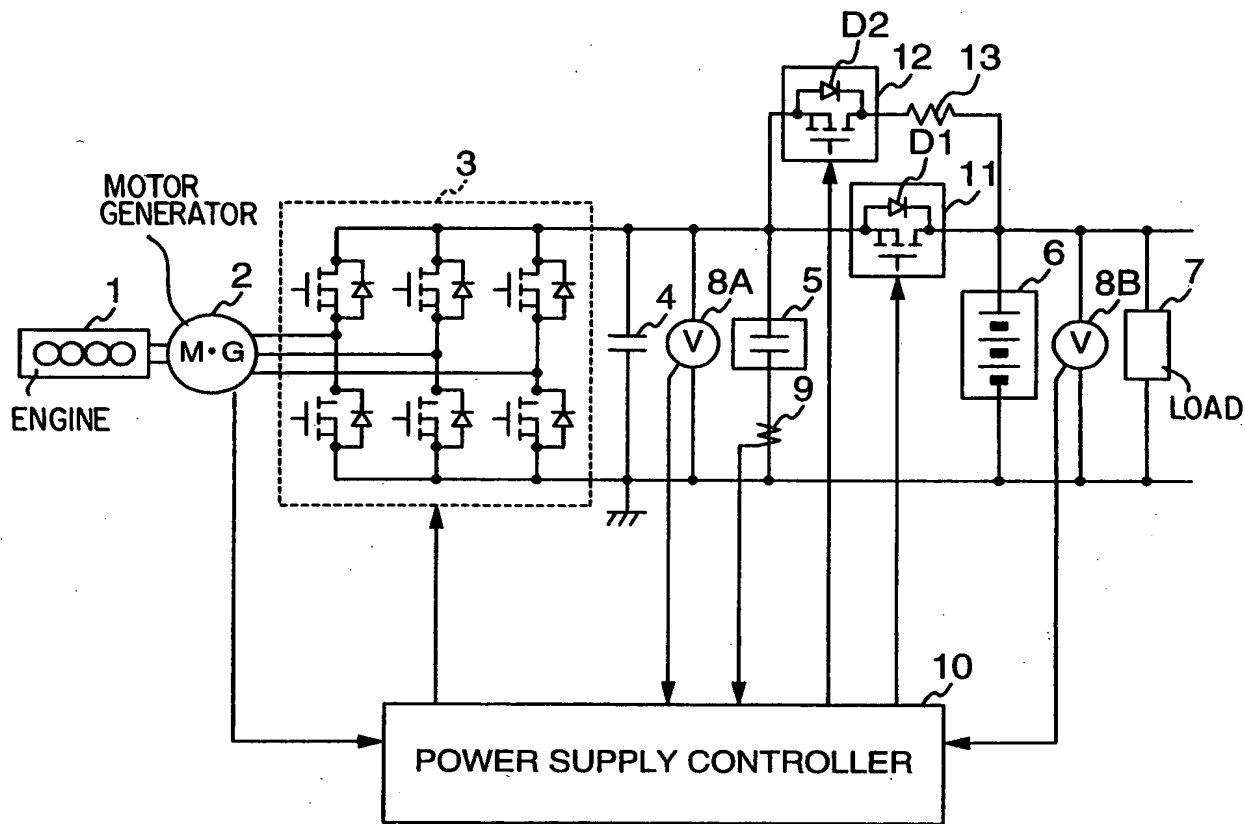 D2
12
13
D1
11
3
MOTOR
GENERATOR
1
2
M·G
ENGINE
4
8A
V
5
9
6
8B
V
7
LOAD
10
POWER SUPPLY CONTROLLER